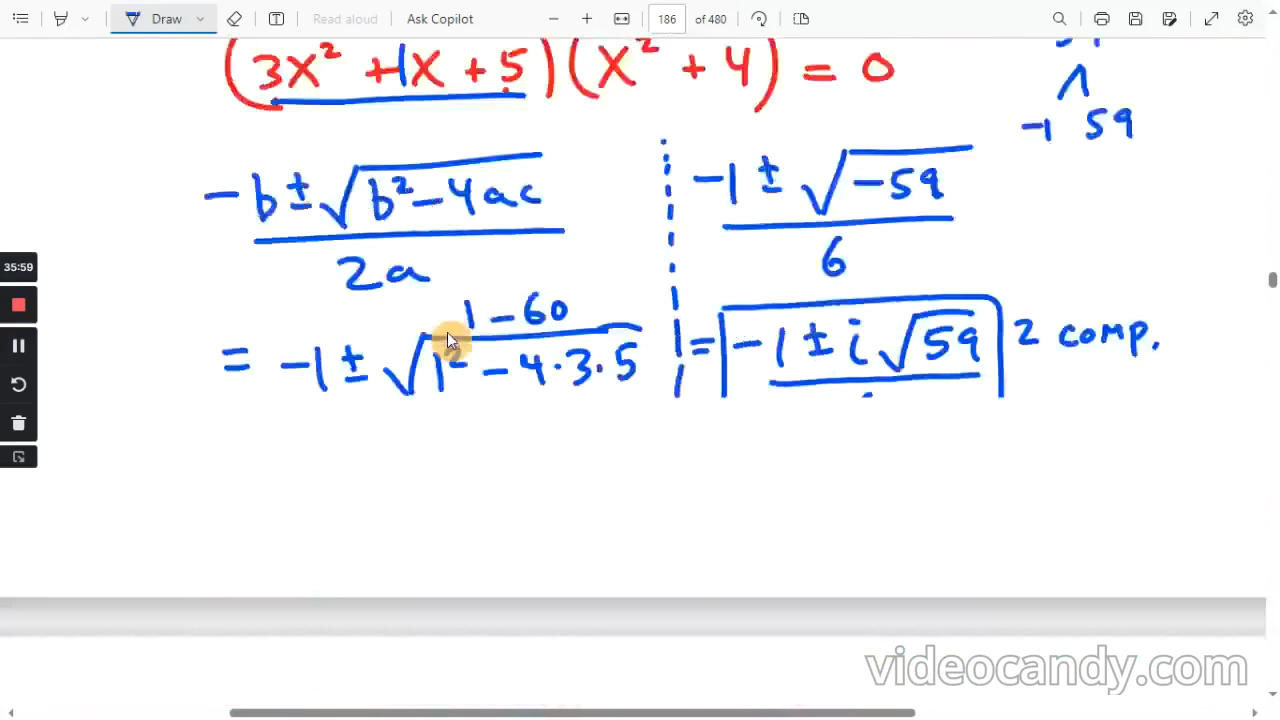 Draw
Read aloud
Ask Copilot
186 of 480
(3x² + 1x + 5)(x² + 4) = 0
-1 59
-b ± √(b² - 4ac)
2a
-1 ± √(-59)
6
35:59
1 - 60
= -1 ± √(1² - 4·3·5)
= -1 ± i√59
2 comp.
videocandy.com